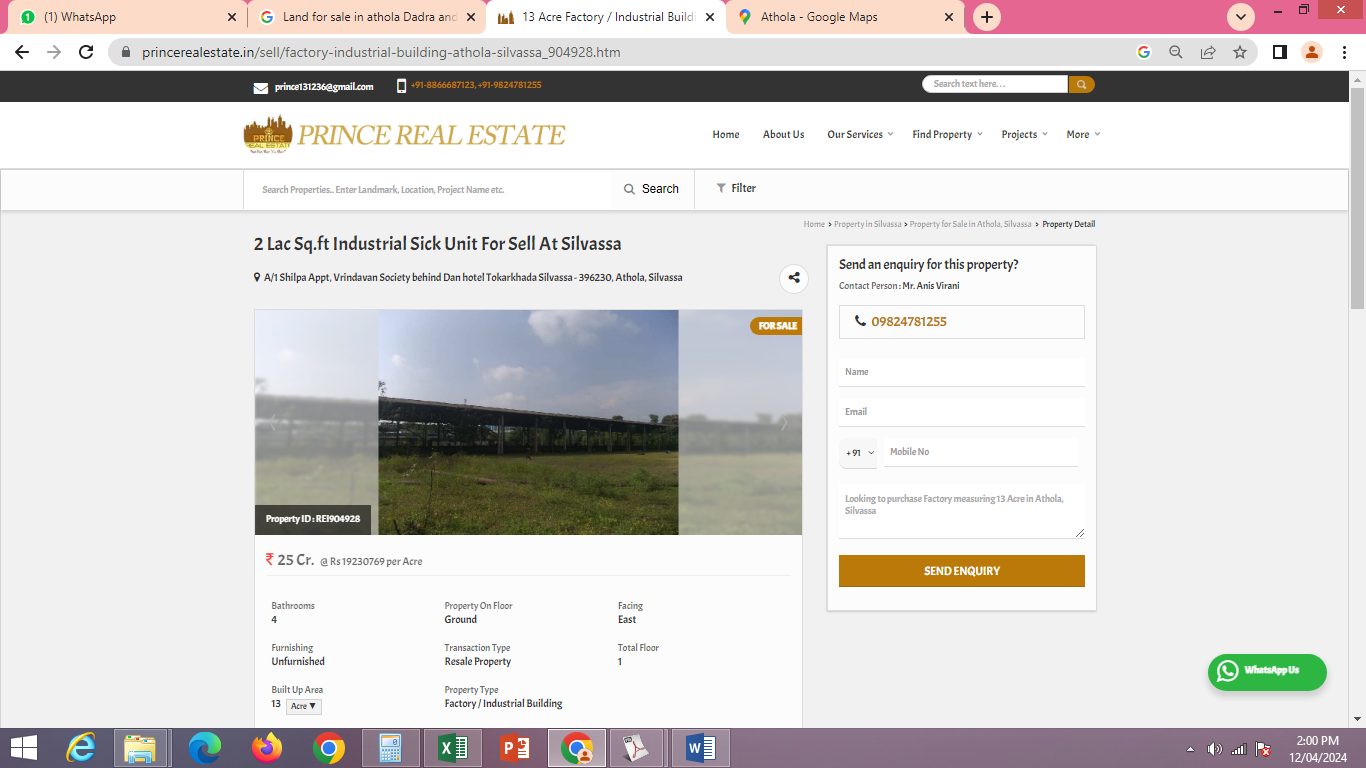 (1) WhatsApp
Land for sale in athola Dadra and
13 Acre Factory / Industrial Buildi
Athola - Google Maps
princerealestate.in/sell/factory-industrial-building-athola-silvassa_904928.htm
prince131236@gmail.com
+91-8866687123, +91-9824781255
Search text here...
PRINCE
REAL ESTATE
PRINCE REAL ESTATE
Home
About Us
Our Services
Find Property
Projects
More
Search Properties.. Enter Landmark, Location, Project Name etc.
Search
Filter
Home > Property in Silvassa > Property for Sale in Athola, Silvassa > Property Detail
2 Lac Sq.ft Industrial Sick Unit For Sell At Silvassa
A/1 Shilpa Appt, Vrindavan Society behind Dan hotel Tokarkhada Silvassa - 396230, Athola, Silvassa
FOR SALE
Property ID : REI904928
₹ 25 Cr. @ Rs 19230769 per Acre
Bathrooms
4
Property On Floor
Ground
Facing
East
Furnishing
Unfurnished
Transaction Type
Resale Property
Total Floor
1
Built Up Area
13 Acre ▼
Property Type
Factory / Industrial Building
Send an enquiry for this property?
Contact Person : Mr. Anis Virani
09824781255
Name
Email
+91
Mobile No
Looking to purchase Factory measuring 13 Acre in Athola,
Silvassa
SEND ENQUIRY
WhatsApp Us
2:00 PM
12/04/2024